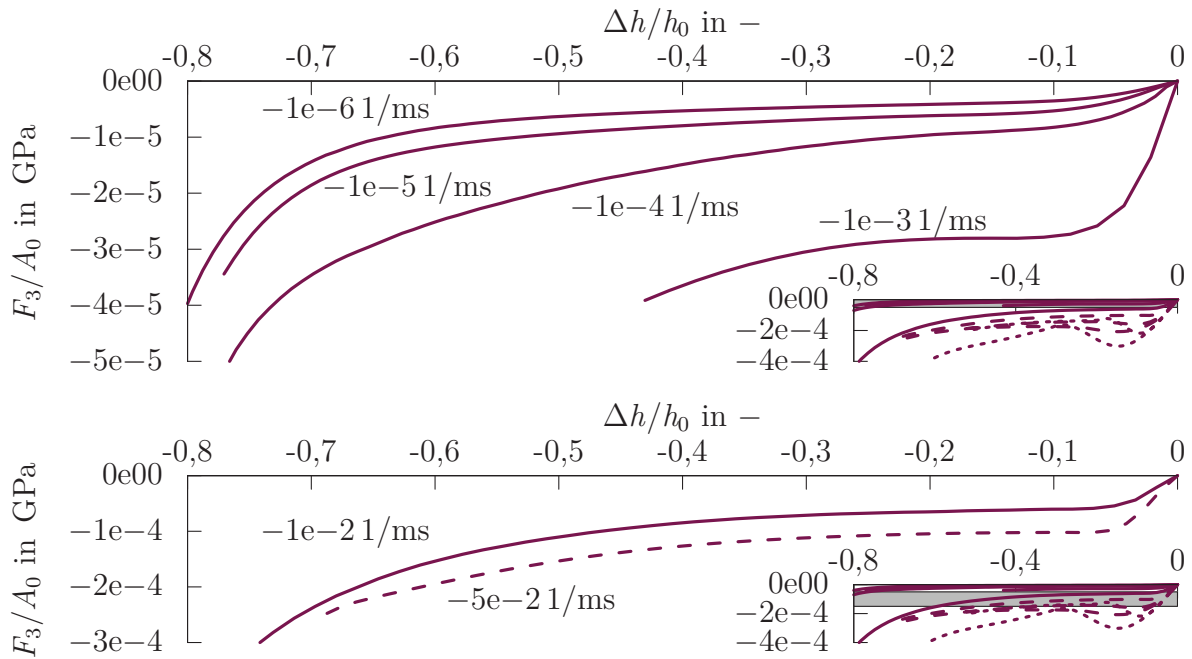 Δh/h₀ in −
-0,8 -0,7 -0,6 -0,5 -0,4 -0,3 -0,2 -0,1 0
F₃/A₀ in GPa
0e00
−1e−5
−2e−5
−3e−5
−4e−5
−5e−5
−1e−6 1/ms
−1e−5 1/ms
−1e−4 1/ms
−1e−3 1/ms
-0,8 -0,4 0
0e00
−2e−4
−4e−4
Δh/h₀ in −
-0,8 -0,7 -0,6 -0,5 -0,4 -0,3 -0,2 -0,1 0
F₃/A₀ in GPa
0e00
−1e−4
−2e−4
−3e−4
−1e−2 1/ms
−5e−2 1/ms
-0,8 -0,4 0
0e00
−2e−4
−4e−4